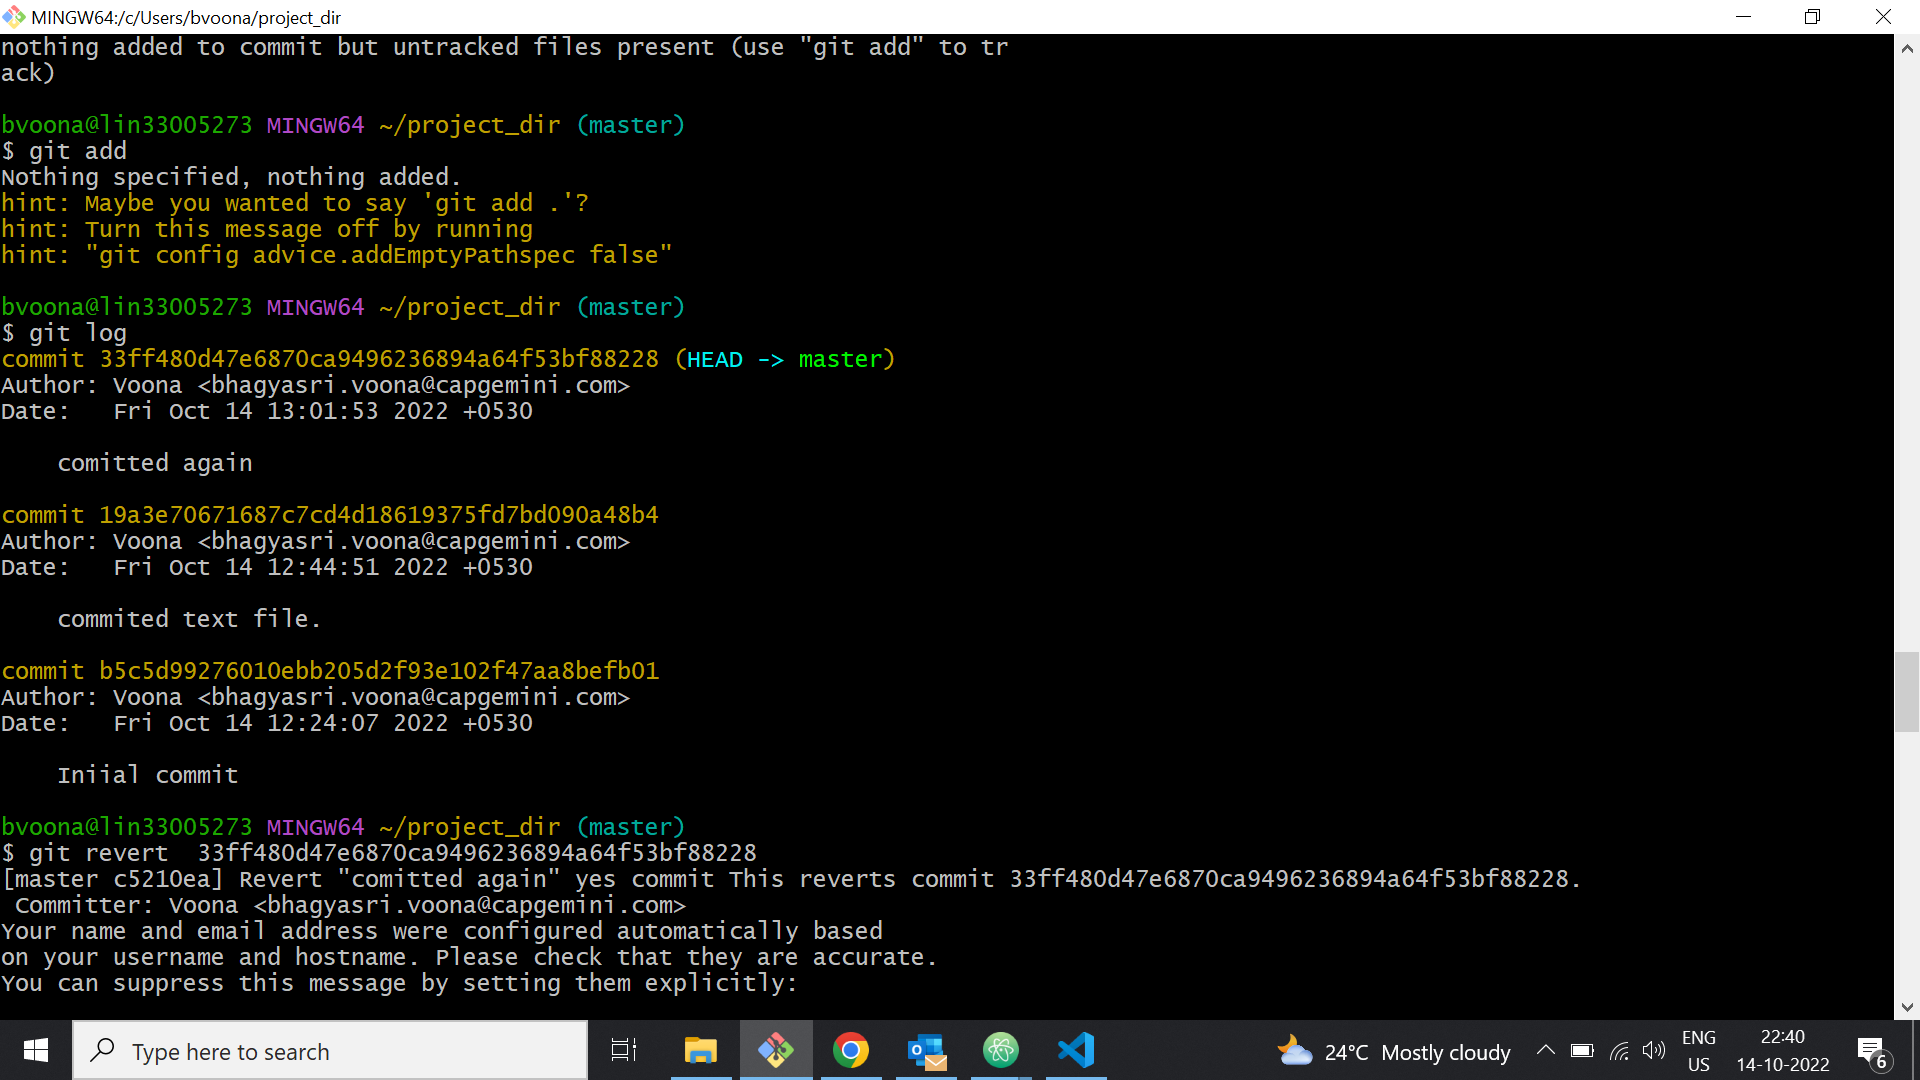 MINGW64:/c/Users/bvoona/project_dir
nothing added to commit but untracked files present (use "git add" to tr
ack)
bvoona@lin33005273 MINGW64 ~/project_dir (master)
$ git add
Nothing specified, nothing added.
hint: Maybe you wanted to say 'git add .'?
hint: Turn this message off by running
hint: "git config advice.addEmptyPathspec false"
bvoona@lin33005273 MINGW64 ~/project_dir (master)
$ git log
commit 33ff480d47e6870ca9496236894a64f53bf88228 (HEAD -> master)
Author: Voona <bhagyasri.voona@capgemini.com>
Date:   Fri Oct 14 13:01:53 2022 +0530
    comitted again
commit 19a3e70671687c7cd4d18619375fd7bd090a48b4
Author: Voona <bhagyasri.voona@capgemini.com>
Date:   Fri Oct 14 12:44:51 2022 +0530
    commited text file.
commit b5c5d99276010ebb205d2f93e102f47aa8befb01
Author: Voona <bhagyasri.voona@capgemini.com>
Date:   Fri Oct 14 12:24:07 2022 +0530
    Iniial commit
bvoona@lin33005273 MINGW64 ~/project_dir (master)
$ git revert  33ff480d47e6870ca9496236894a64f53bf88228
[master c5210ea] Revert "comitted again" yes commit This reverts commit 33ff480d47e6870ca9496236894a64f53bf88228.
 Committer: Voona <bhagyasri.voona@capgemini.com>
Your name and email address were configured automatically based
on your username and hostname. Please check that they are accurate.
You can suppress this message by setting them explicitly:
Type here to search
24°C Mostly cloudy
ENG
US
22:40
14-10-2022
6